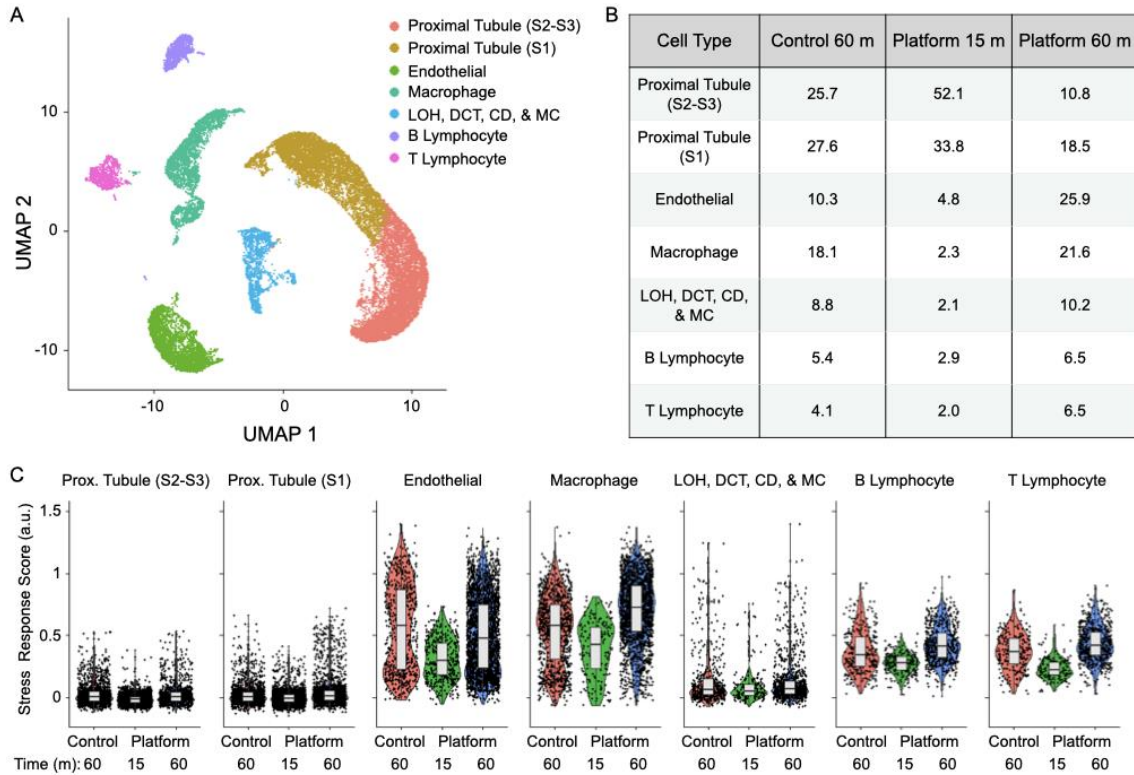 A
Proximal Tubule (S2-S3)
Proximal Tubule (S1)
Endothelial
Macrophage
LOH, DCT, CD, & MC
B Lymphocyte
T Lymphocyte
10
0
-10
UMAP 2
-10 0 10
UMAP 1
B
Cell Type Control 60 m Platform 15 m Platform 60 m
Proximal Tubule
(S2-S3) 25.7 52.1 10.8
Proximal Tubule
(S1) 27.6 33.8 18.5
Endothelial 10.3 4.8 25.9
Macrophage 18.1 2.3 21.6
LOH, DCT, CD,
& MC 8.8 2.1 10.2
B Lymphocyte 5.4 2.9 6.5
T Lymphocyte 4.1 2.0 6.5
C
Prox. Tubule (S2-S3) Prox. Tubule (S1) Endothelial Macrophage LOH, DCT, CD, & MC B Lymphocyte T Lymphocyte
Stress Response Score (a.u.)
1.5
1
0.5
0
Control Platform Control Platform Control Platform Control Platform Control Platform Control Platform Control Platform
Time (m): 60 15 60 60 15 60 60 15 60 60 15 60 60 15 60 60 15 60 60 15 60